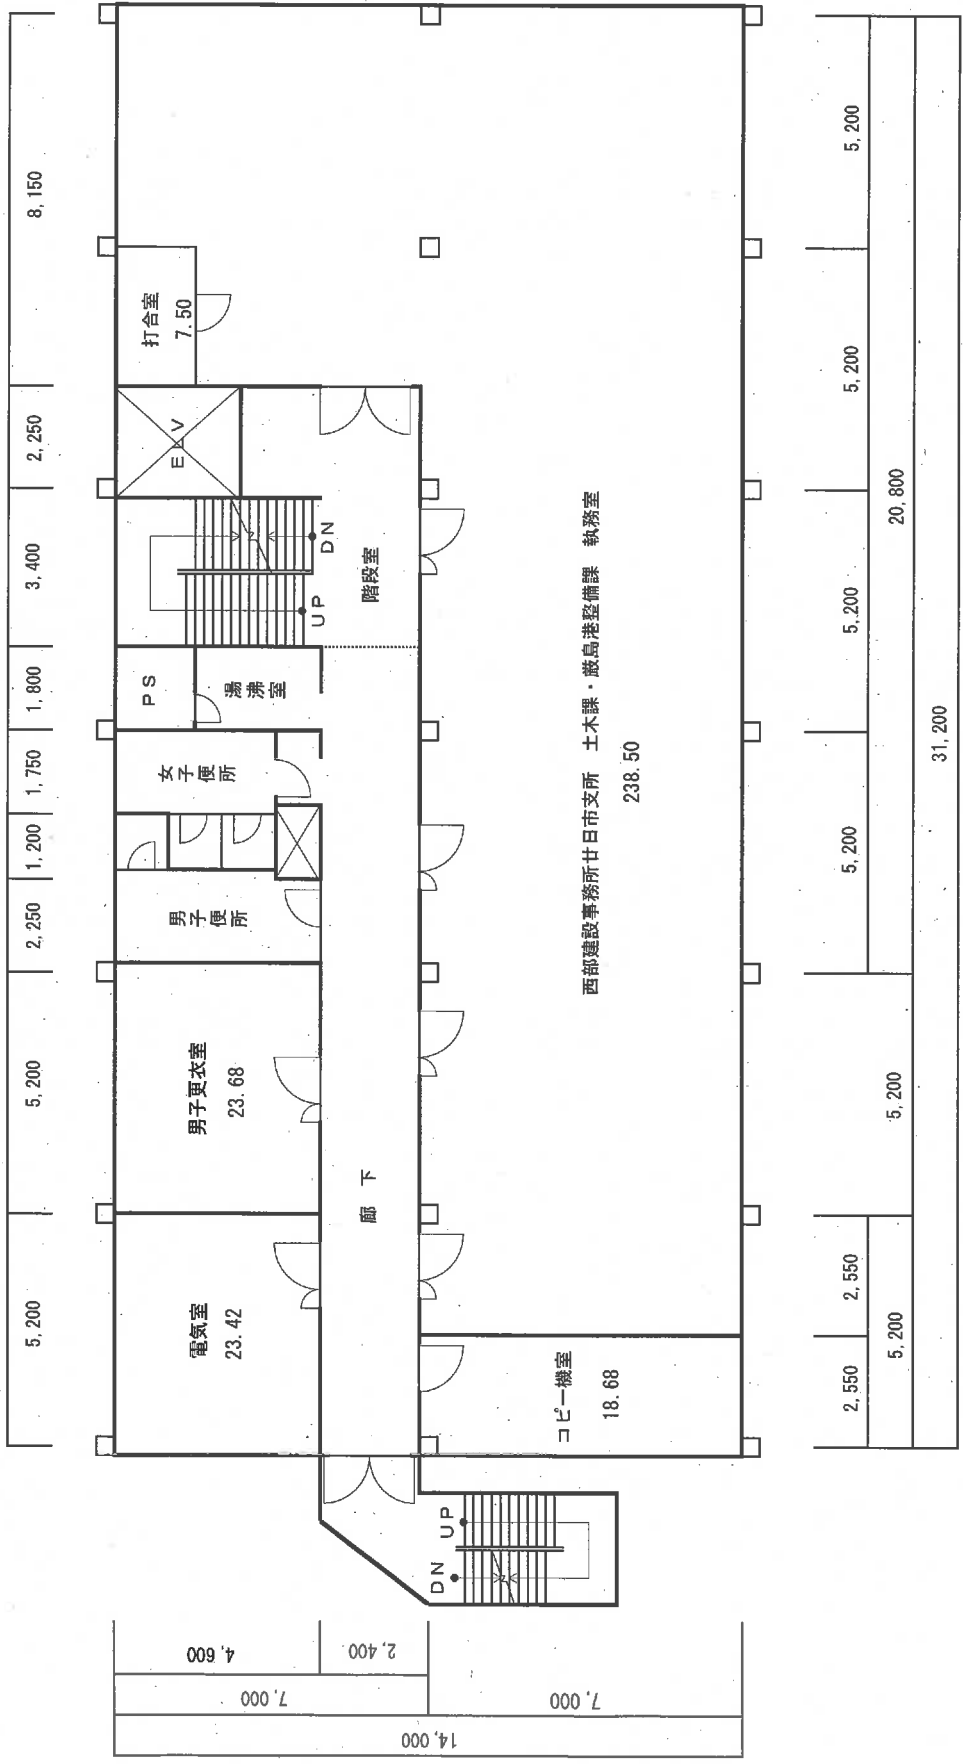 5,200
5,200
2,250
1,200
1,750
1,800
3,400
2,250
8,150
電気室
23.42
男子更衣室
23.68
男子
便所
女子
便所
PS
湯沸室
UP
DN
ELV
打合室
7.50
階段室
廊 下
コピー機室
18.68
西部建設事務所廿日市支所 土木課・厳島港整備課 執務室
238.50
DN
UP
4,600
2,400
7,000
7,000
14,000
2,550
2,550
5,200
5,200
5,200
5,200
5,200
5,200
20,800
31,200